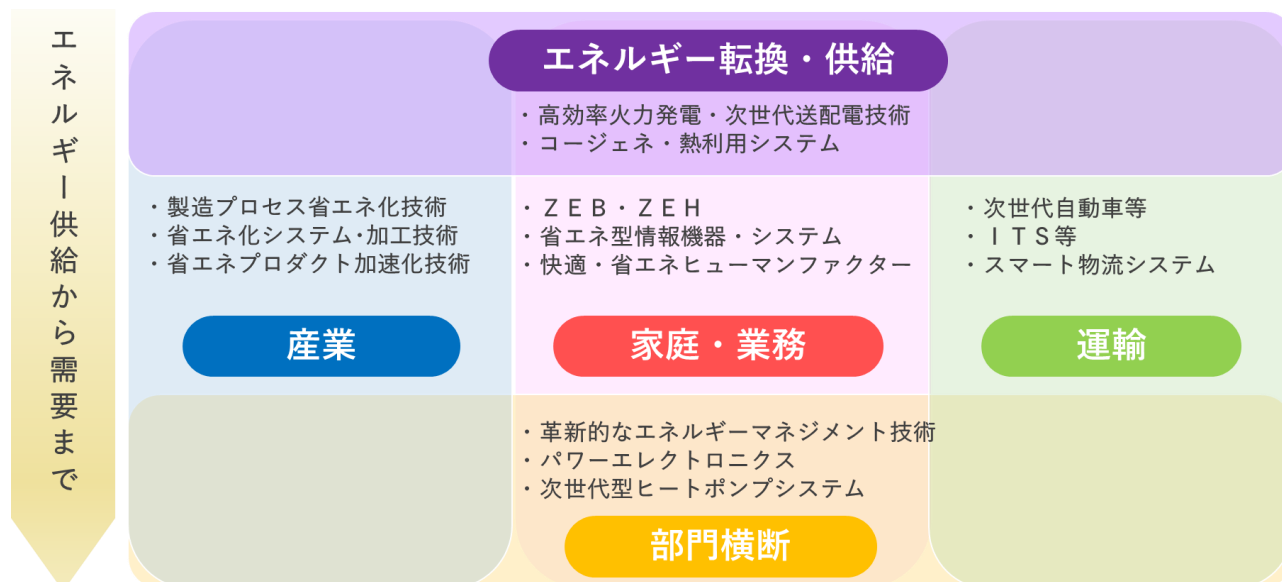 エネルギー供給から需要まで
エネルギー転換・供給
・高効率火力発電・次世代送配電技術
・コージェネ・熱利用システム
・製造プロセス省エネ化技術
・省エネ化システム・加工技術
・省エネプロダクト加速化技術
産業
・ＺＥＢ・ＺＥＨ
・省エネ型情報機器・システム
・快適・省エネヒューマンファクター
家庭・業務
・次世代自動車等
・ＩＴＳ等
・スマート物流システム
運輸
・革新的なエネルギーマネジメント技術
・パワーエレクトロニクス
・次世代型ヒートポンプシステム
部門横断